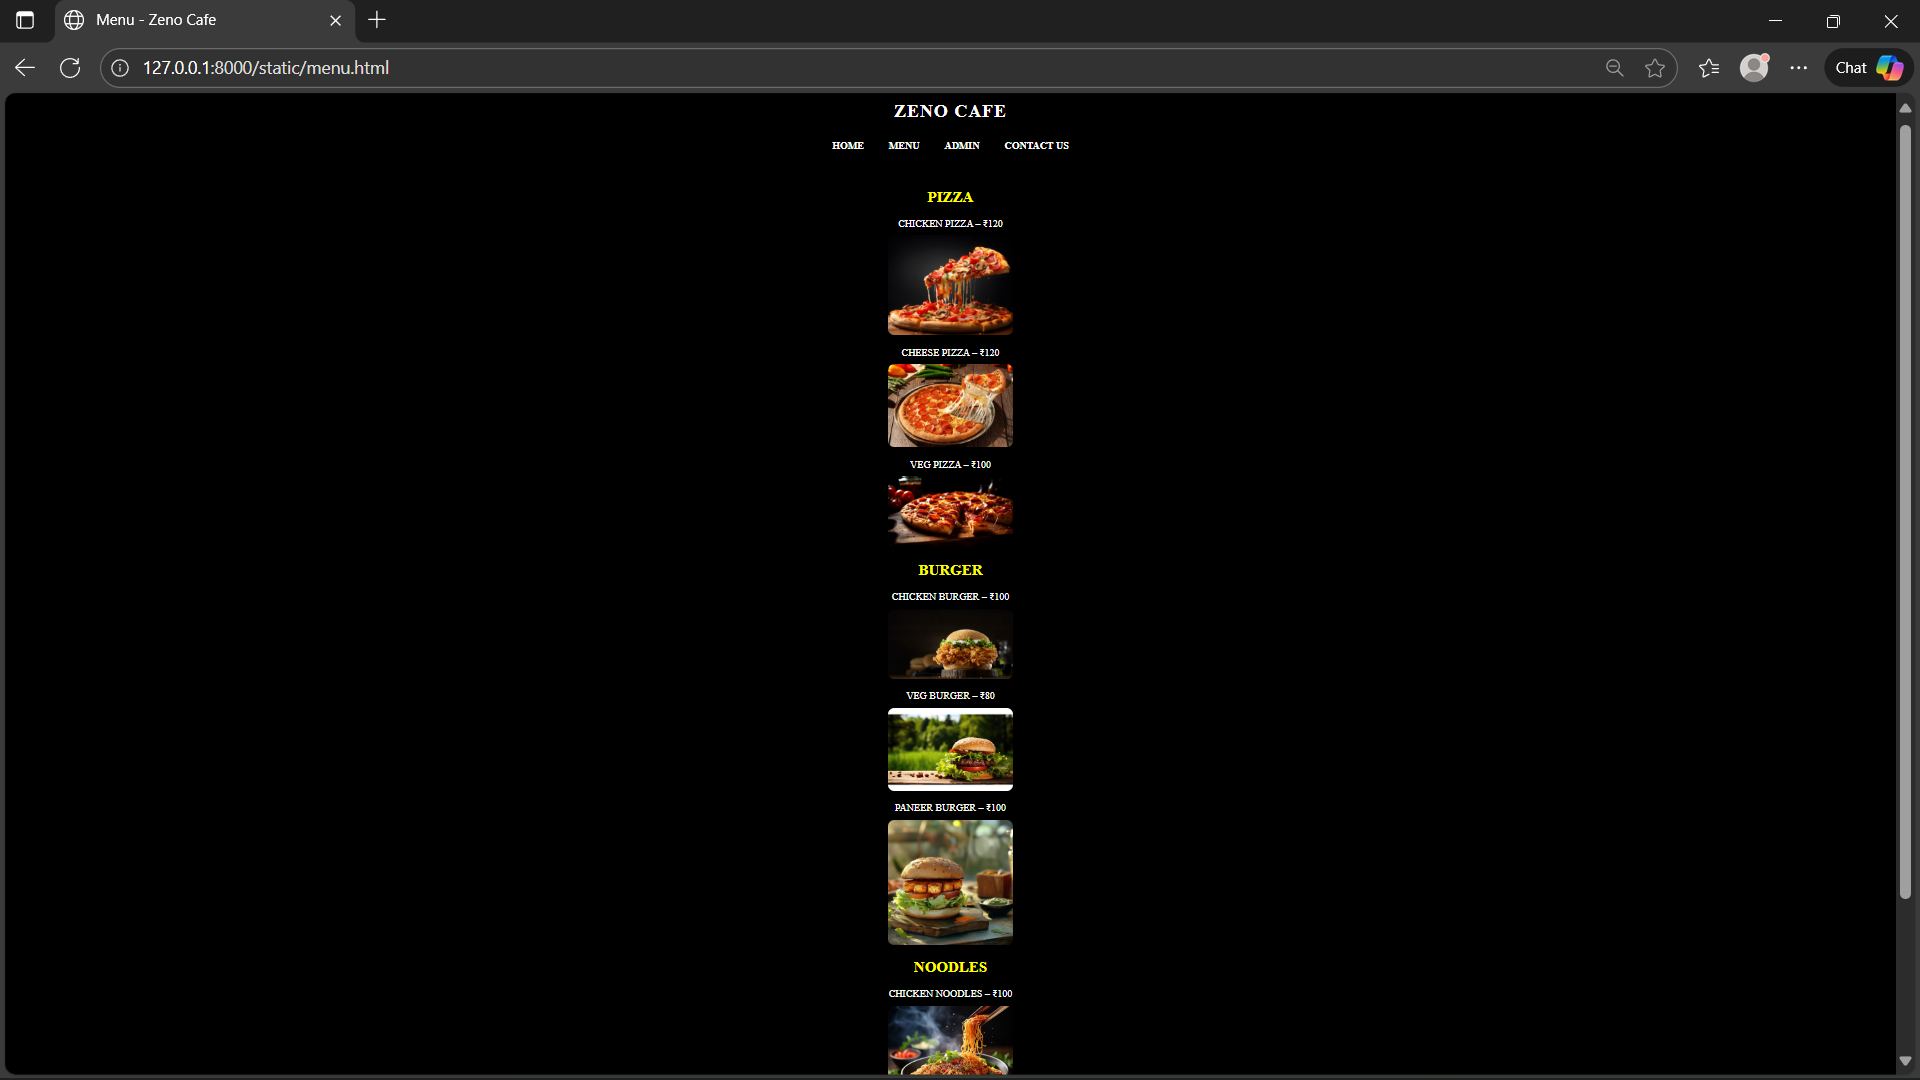 Menu - Zeno Cafe
127.0.0.1:8000/static/menu.html
Chat
ZENO CAFE
HOME MENU ADMIN CONTACT US
PIZZA
CHICKEN PIZZA – ₹120
CHEESE PIZZA – ₹120
VEG PIZZA – ₹100
BURGER
CHICKEN BURGER – ₹100
VEG BURGER – ₹80
PANEER BURGER – ₹100
NOODLES
CHICKEN NOODLES – ₹100